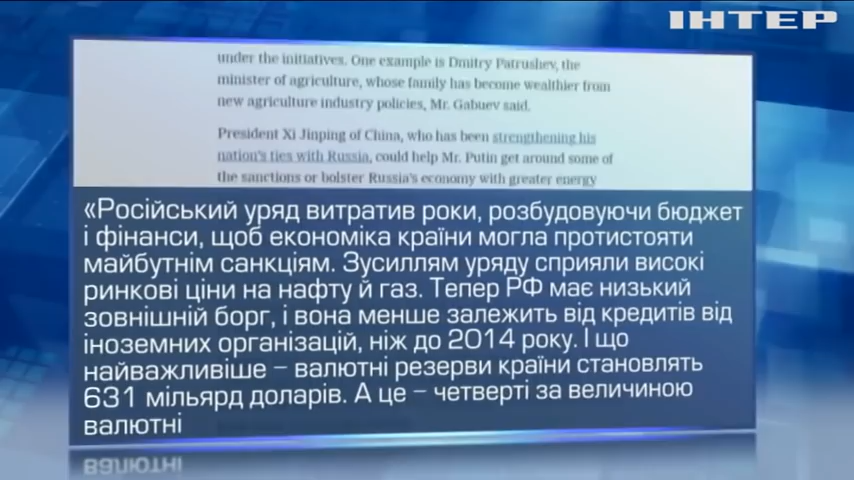 ІНТЕР
under the initiatives. One example is Dmitry Patrushev, the
minister of agriculture, whose family has become wealthier from
new agriculture industry policies, Mr. Gabuev said.
President Xi Jinping of China, who has been strengthening his
nation's ties with Russia, could help Mr. Putin get around some of
the sanctions or bolster Russia's economy with greater energy
«Російський уряд витратив роки, розбудовуючи бюджет
і фінанси, щоб економіка країни могла протистояти
майбутнім санкціям. Зусиллям уряду сприяли високі
ринкові ціни на нафту й газ. Тепер РФ має низький
зовнішній борг, і вона менше залежить від кредитів від
іноземних організацій, ніж до 2014 року. І що
найважливіше – валютні резерви країни становлять
631 мільярд доларів. А це – четверті за величиною
валютні